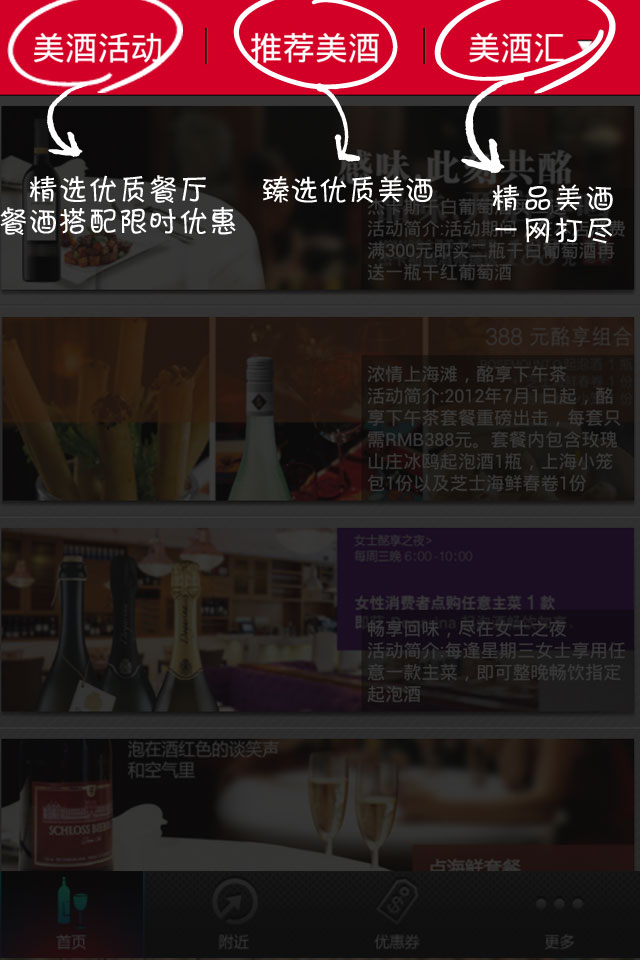 美酒活动 推荐美酒 美酒汇
精选优质餐厅
餐酒搭配限时优惠
臻选优质美酒
精品美酒
一网打尽
味 此刻共酩
杰卡斯干白葡萄
活动简介:活动期 费
满300元即买二瓶干白葡萄酒再
送一瓶干红葡萄酒
388 元酩享组合
浓情上海滩，酩享下午茶
活动简介:2012年7月1日起，酩
享下午茶套餐重磅出击，每套只
需RMB388元。套餐内包含玫瑰
山庄冰鸥起泡酒1瓶，上海小笼
包1份以及芝士海鲜春卷1份
女士酩享之夜>
每周三晚 6:00-10:00
女性消费者点购任意主菜 1 款
畅享回味，尽在女士之夜
活动简介:每逢星期三女士享用任
意一款主菜，即可整晚畅饮指定
起泡酒
泡在酒红色的谈笑声
和空气里
SCHLOSS
点海鲜套餐
首页 附近 优惠券 更多